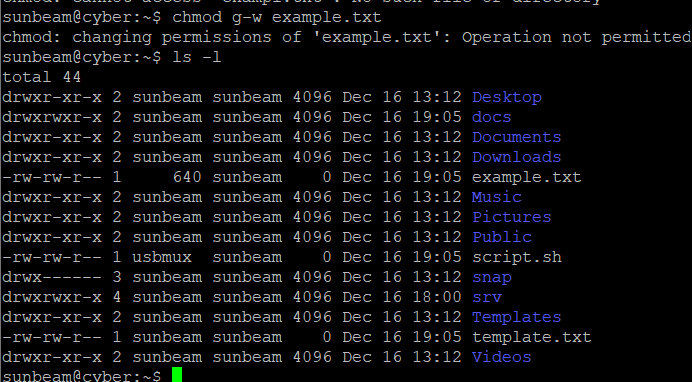 sunbeam@cyber:~$ chmod g-w example.txt
chmod: changing permissions of 'example.txt': Operation not permitted
sunbeam@cyber:~$ ls -l
total 44
drwxr-xr-x 2 sunbeam sunbeam 4096 Dec 16 13:12 Desktop
drwxrwxr-x 2 sunbeam sunbeam 4096 Dec 16 19:05 docs
drwxr-xr-x 2 sunbeam sunbeam 4096 Dec 16 13:12 Documents
drwxr-xr-x 2 sunbeam sunbeam 4096 Dec 16 13:12 Downloads
-rw-rw-r-- 1     640 sunbeam    0 Dec 16 19:05 example.txt
drwxr-xr-x 2 sunbeam sunbeam 4096 Dec 16 13:12 Music
drwxr-xr-x 2 sunbeam sunbeam 4096 Dec 16 13:12 Pictures
drwxr-xr-x 2 sunbeam sunbeam 4096 Dec 16 13:12 Public
-rw-rw-r-- 1 usbmux  sunbeam    0 Dec 16 19:05 script.sh
drwx------ 3 sunbeam sunbeam 4096 Dec 16 13:12 snap
drwxrwxr-x 4 sunbeam sunbeam 4096 Dec 16 18:00 srv
drwxr-xr-x 2 sunbeam sunbeam 4096 Dec 16 13:12 Templates
-rw-rw-r-- 1 sunbeam sunbeam    0 Dec 16 19:05 template.txt
drwxr-xr-x 2 sunbeam sunbeam 4096 Dec 16 13:12 Videos
sunbeam@cyber:~$